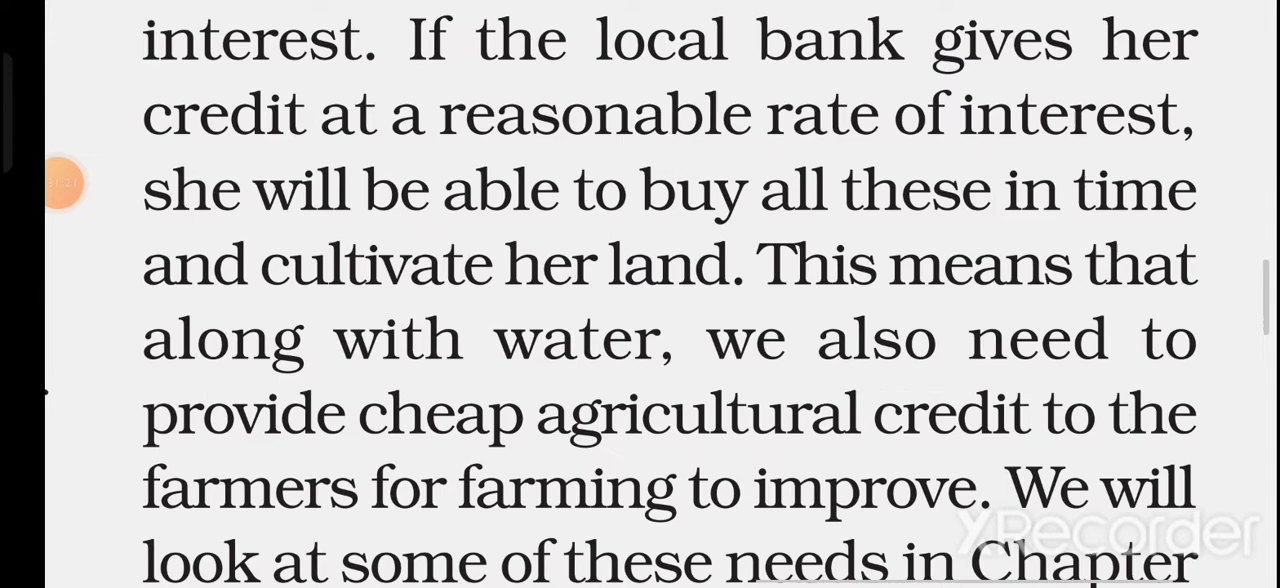 interest. If the local bank gives her
credit at a reasonable rate of interest,
she will be able to buy all these in time
and cultivate her land. This means that
along with water, we also need to
provide cheap agricultural credit to the
farmers for farming to improve. We will
look at some of these needs in Chapter
XRecorder